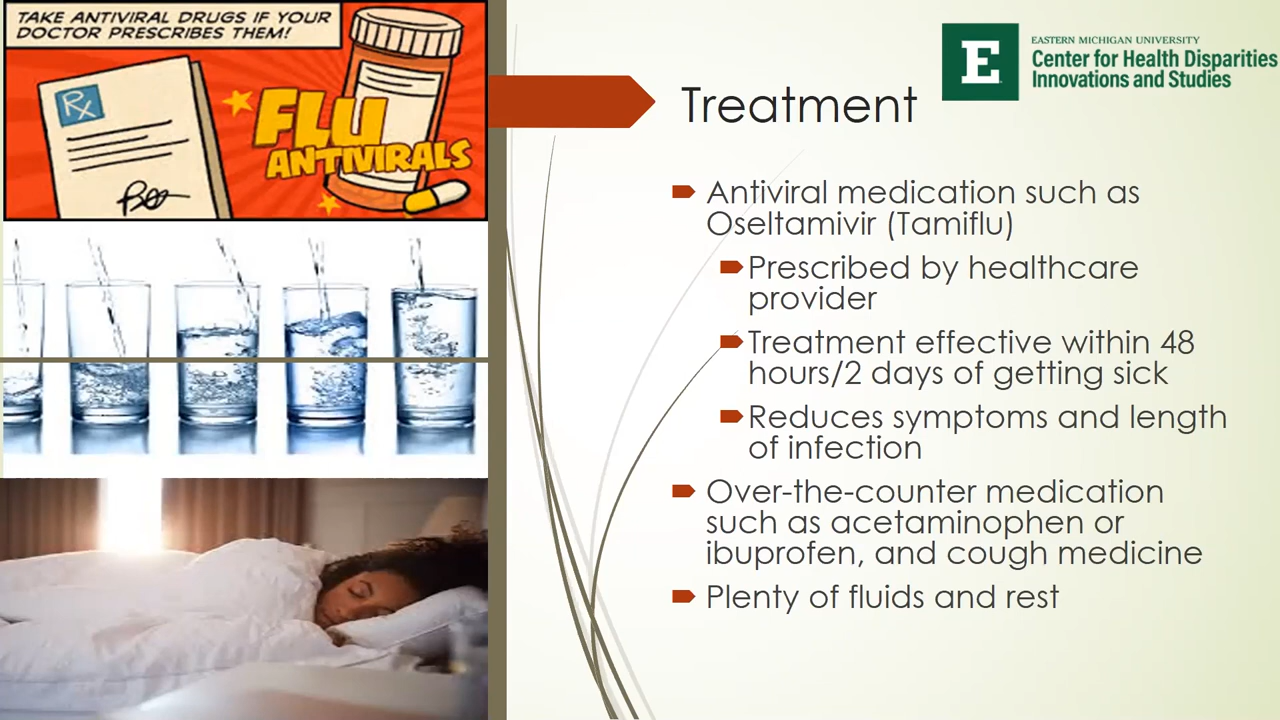 TAKE ANTIVIRAL DRUGS IF YOUR
DOCTOR PRESCRIBES THEM!
Rx
FLU
ANTIVIRALS
E
EASTERN MICHIGAN UNIVERSITY
Center for Health Disparities
Innovations and Studies
Treatment
Antiviral medication such as
Oseltamivir (Tamiflu)
Prescribed by healthcare
provider
Treatment effective within 48
hours/2 days of getting sick
Reduces symptoms and length
of infection
Over-the-counter medication
such as acetaminophen or
ibuprofen, and cough medicine
Plenty of fluids and rest